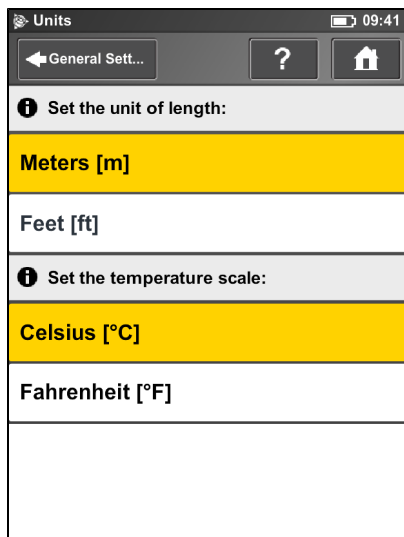 Units 09:41
General Sett... ?
Set the unit of length:
Meters [m]
Feet [ft]
Set the temperature scale:
Celsius [°C]
Fahrenheit [°F]